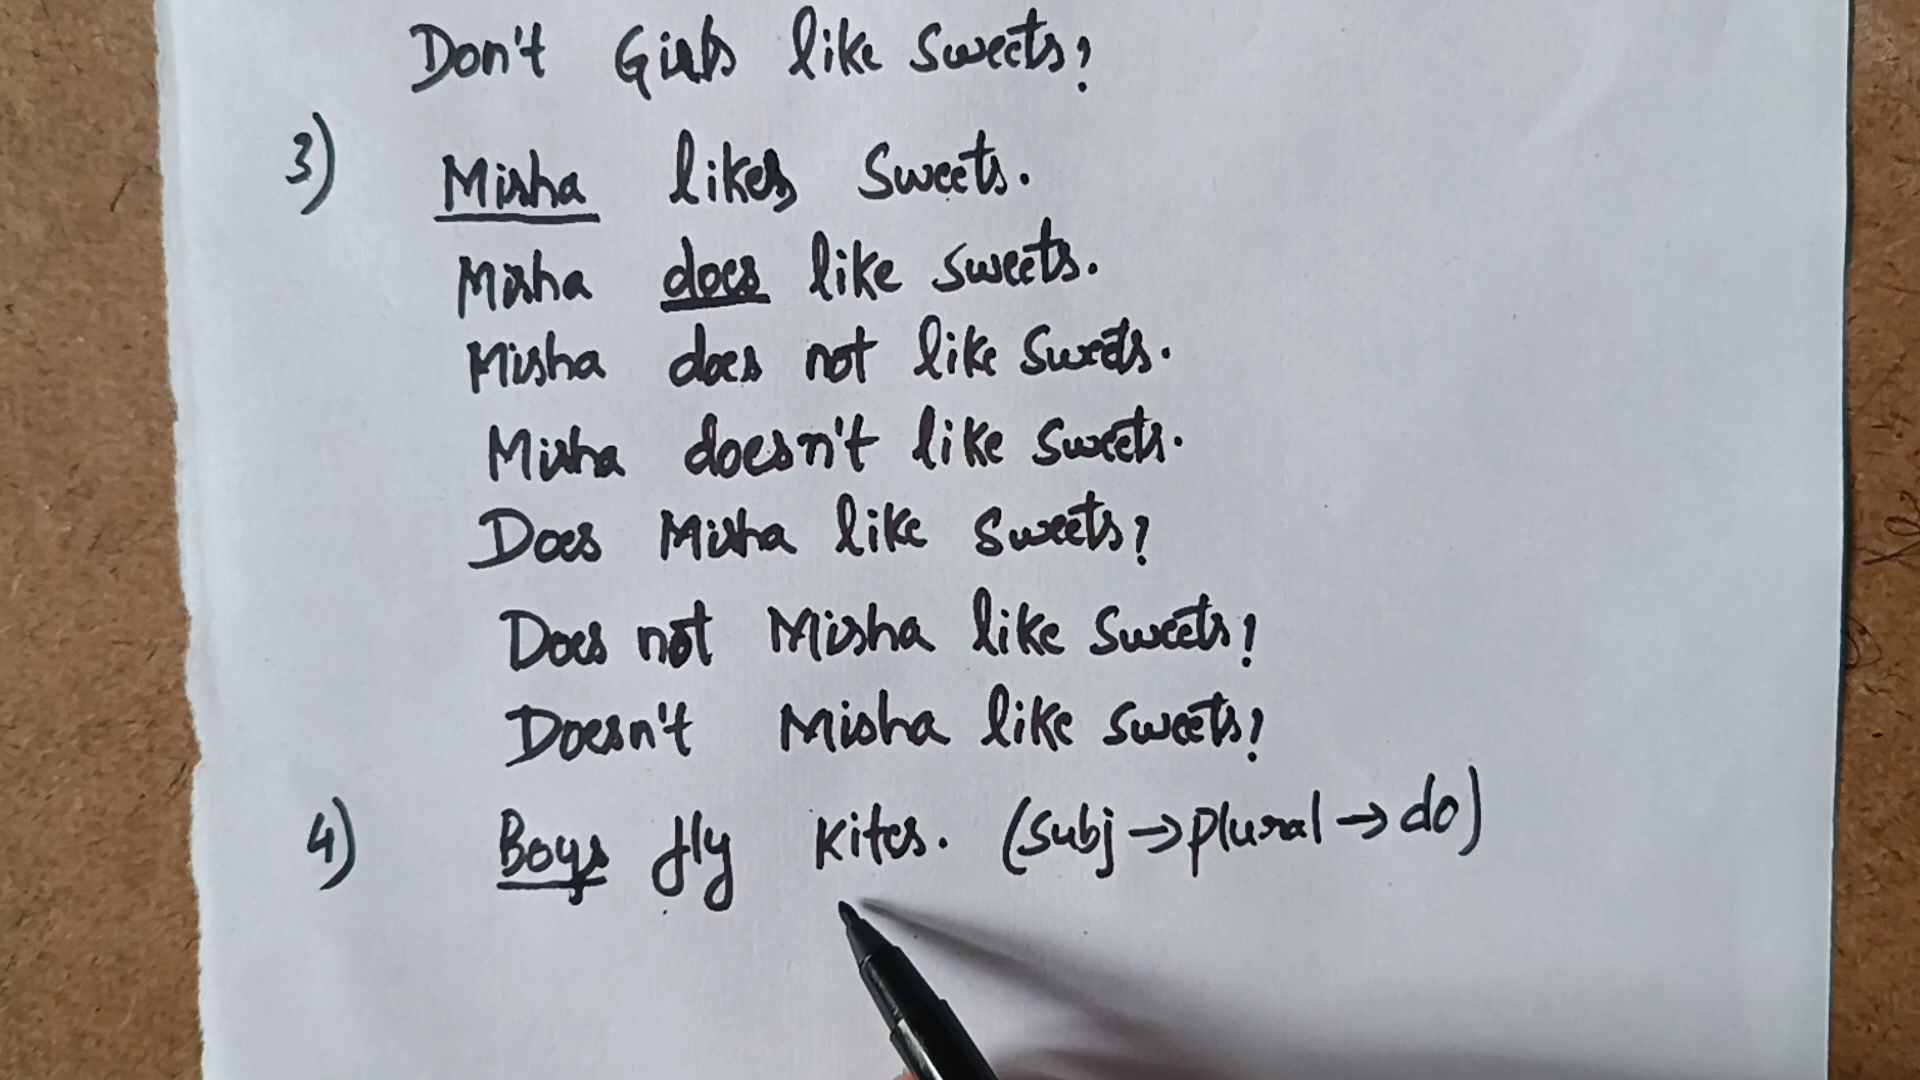 Don't Girls like sweets?
3) Misha likes sweets.
Misha does like sweets.
Misha does not like sweets.
Misha doesn't like sweets.
Does Misha like sweets?
Does not Misha like sweets?
Doesn't Misha like sweets?
4) Boys fly kites. (Subj → plural → do)